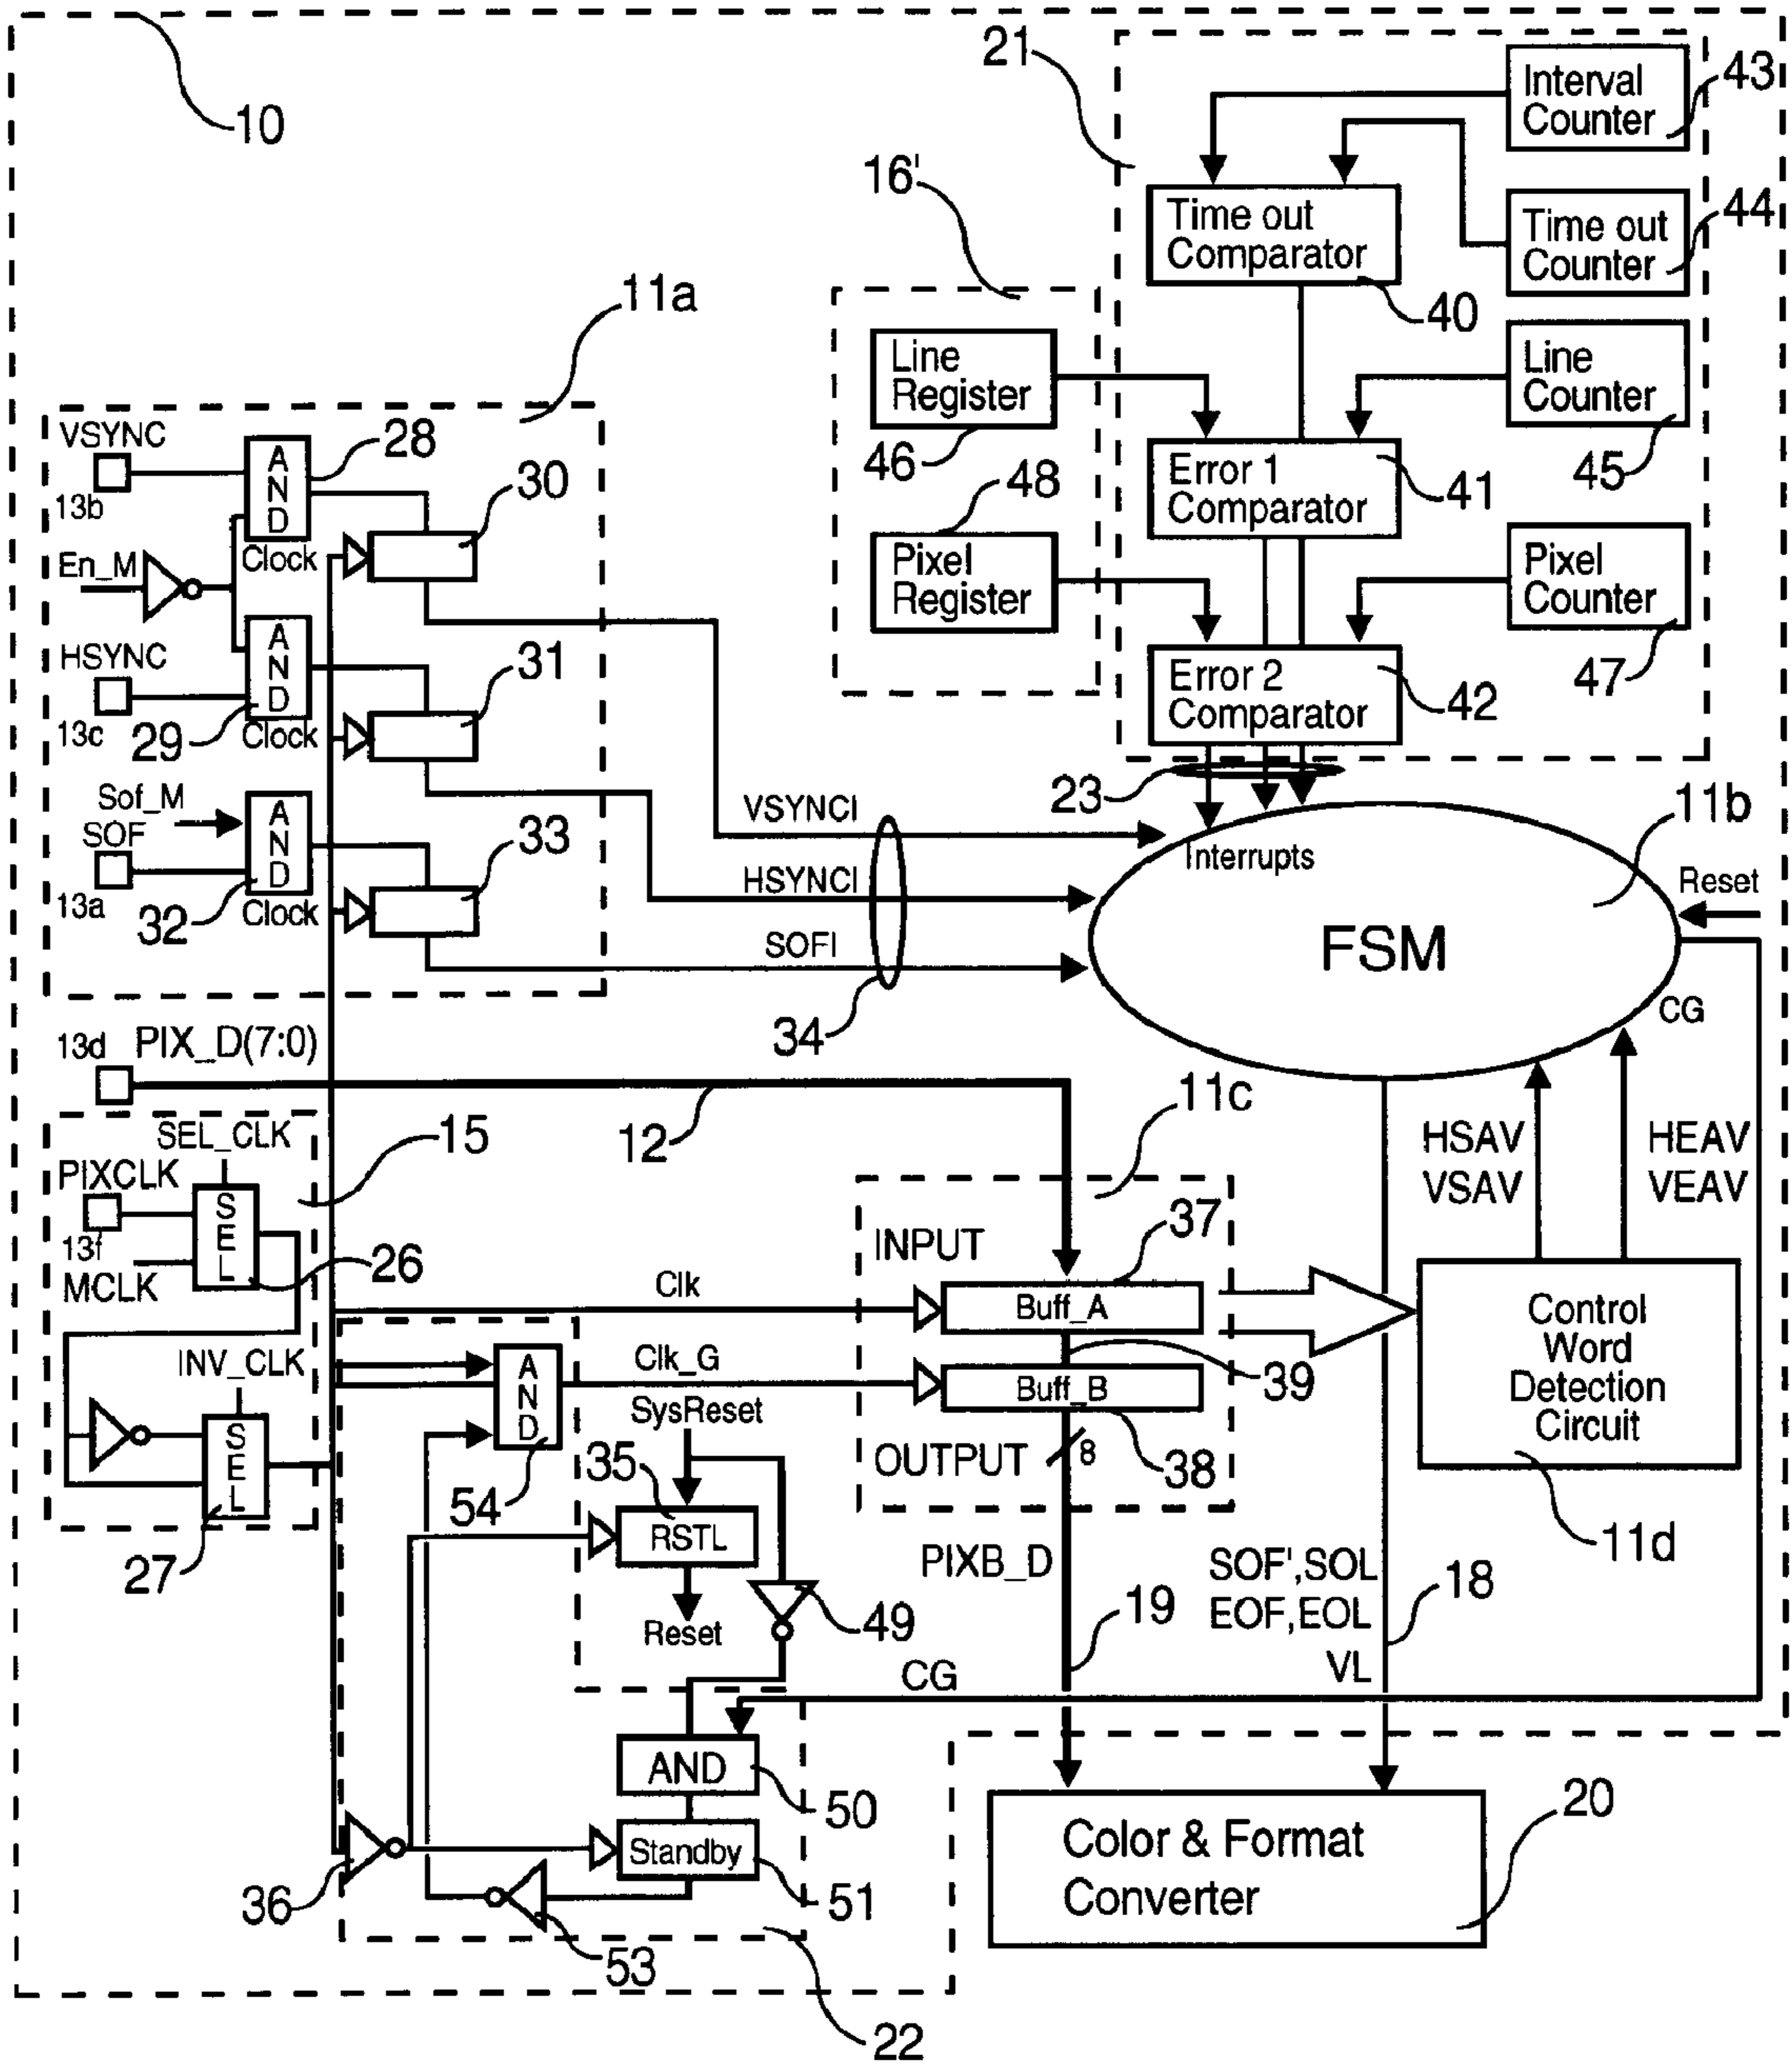 10
21
Interval
Counter
43
16'
Time out
Comparator
40
Time out
Counter
44
11a
Line
Register
46
Line
Counter
45
VSYNC
13b
AND
28
Clock
30
En_M
48
Error 1
Comparator
41
Pixel
Register
Pixel
Counter
47
HSYNC
13c
AND
29
Clock
31
Error 2
Comparator
42
23
Sof_M
SOF
13a
AND
32
Clock
33
VSYNCI
HSYNCI
SOFI
34
Interrupts
11b
Reset
FSM
CG
13d
PIX_D(7:0)
12
11c
15
SEL_CLK
PIXCLK
13f
MCLK
SEL
26
HSAV
VSAV
HEAV
VEAV
INPUT
37
Clk
Buff_A
39
Clk_G
Buff_B
38
OUTPUT
8
Control
Word
Detection
Circuit
11d
INV_CLK
SEL
27
AND
54
SysReset
35
RSTL
Reset
49
PIXB_D
19
SOF',SOL
EOF,EOL
VL
18
CG
AND
50
Standby
51
36
53
22
Color & Format
Converter
20